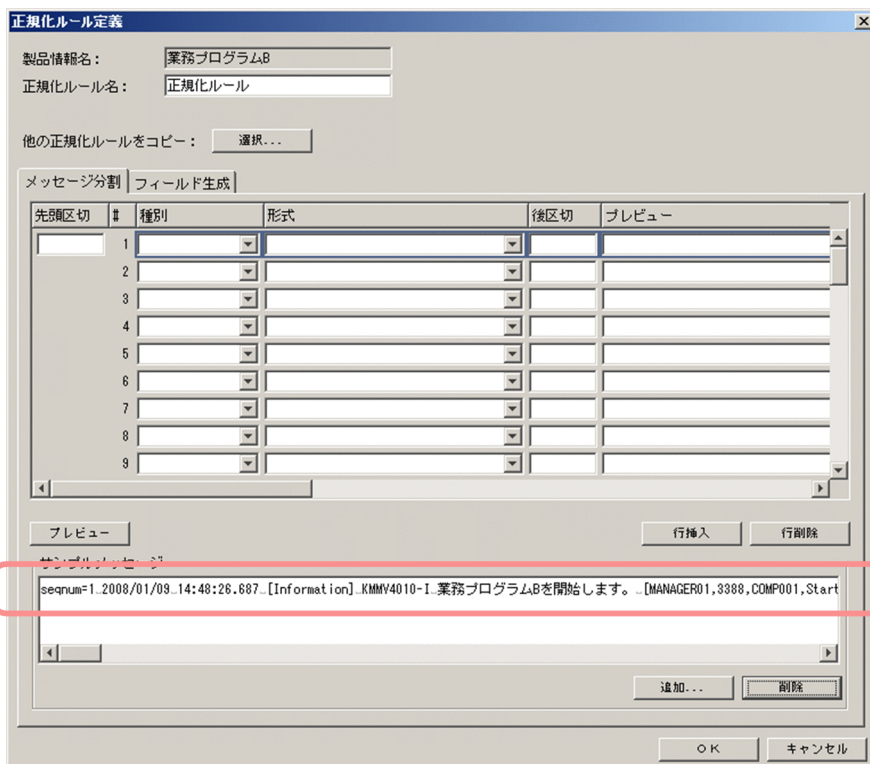 正規化ルール定義
製品情報名： 業務プログラムB
正規化ルール名： 正規化ルール
他の正規化ルールをコピー： 選択...
メッセージ分割 フィールド生成
先頭区切 # 種別 形式 後区切 プレビュー
1
2
3
4
5
6
7
8
9
プレビュー 行挿入 行削除
サンプルメッセージ
seqnum=1_2008/01/09_14:48:26.687_[Information]_KMMV4010-I_業務プログラムBを開始します。_[MANAGER01,3388,COMP001,Start
追加... 削除
OK キャンセル